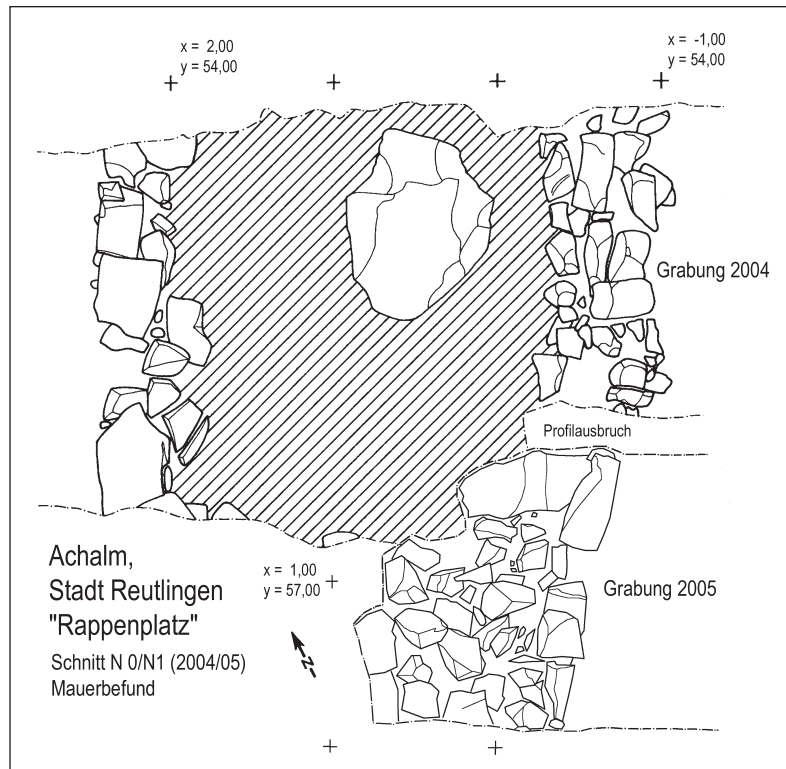 x = 2,00
y = 54,00
x = -1,00
y = 54,00
Grabung 2004
Profilausbruch
Achalm,
Stadt Reutlingen
"Rappenplatz"
Schnitt N 0/N1 (2004/05)
Mauerbefund
x = 1,00
y = 57,00
N
Grabung 2005